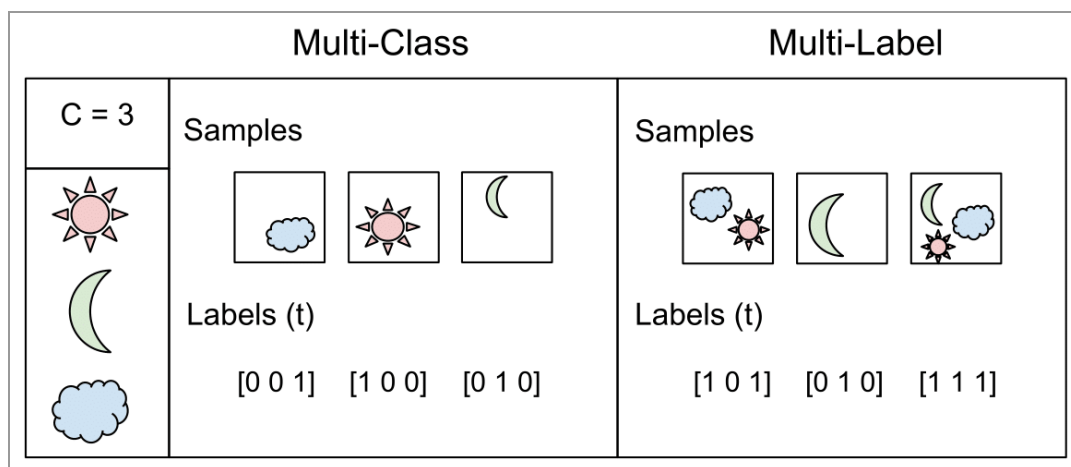 Multi-Class
Multi-Label
C = 3
Samples
Labels (t)
[0 0 1] [1 0 0] [0 1 0]
Samples
Labels (t)
[1 0 1] [0 1 0] [1 1 1]